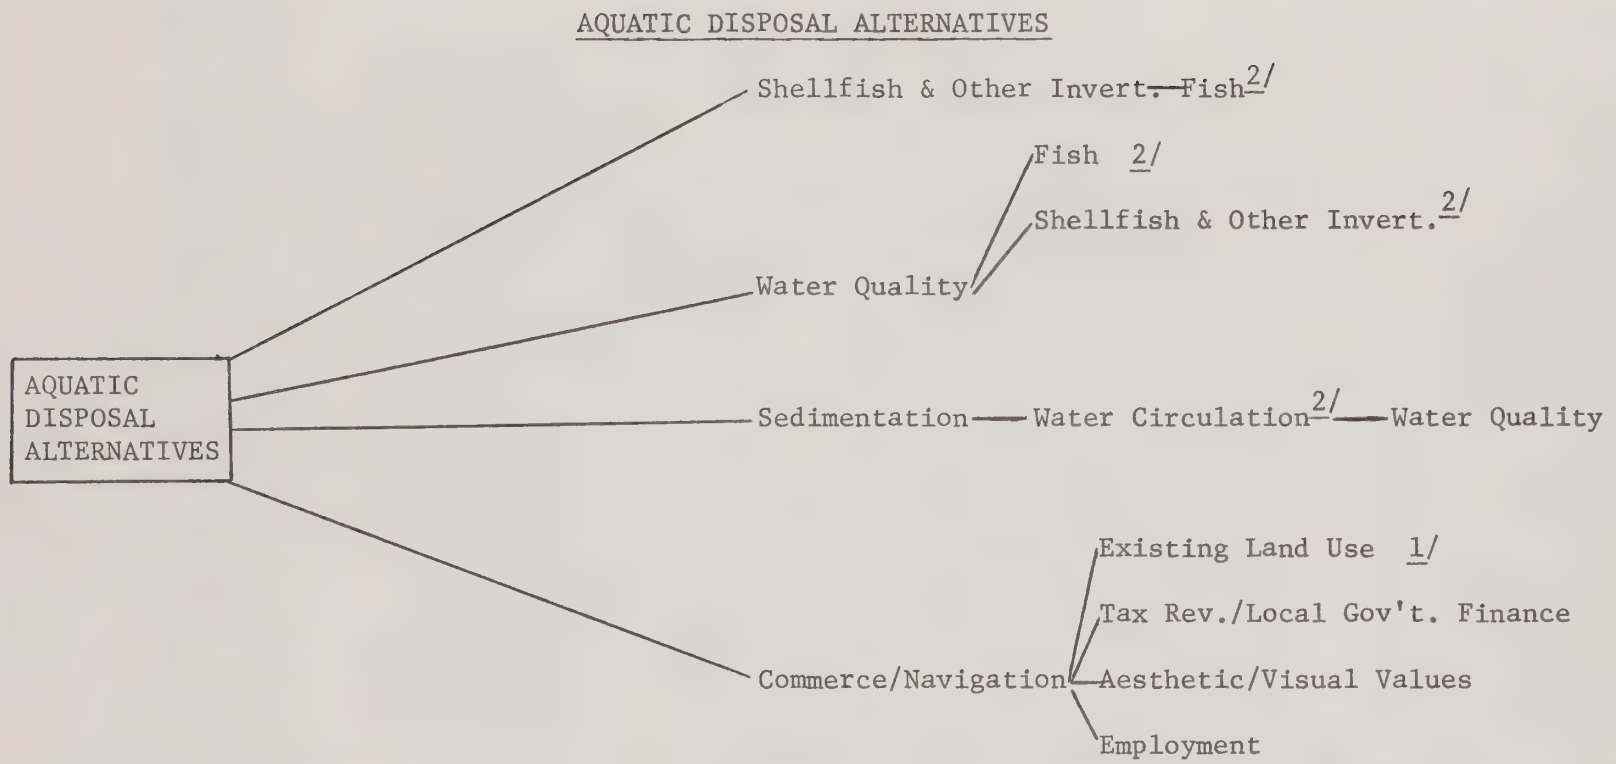 AQUATIC DISPOSAL ALTERNATIVES
Shellfish & Other Invert. Fish 2/
Fish 2/
Shellfish & Other Invert. 2/
Water Quality
AQUATIC
DISPOSAL
ALTERNATIVES
Sedimentation Water Circulation 2/ Water Quality
Existing Land Use 1/
Tax Rev./Local Gov't. Finance
Commerce/Navigation Aesthetic/Visual Values
Employment